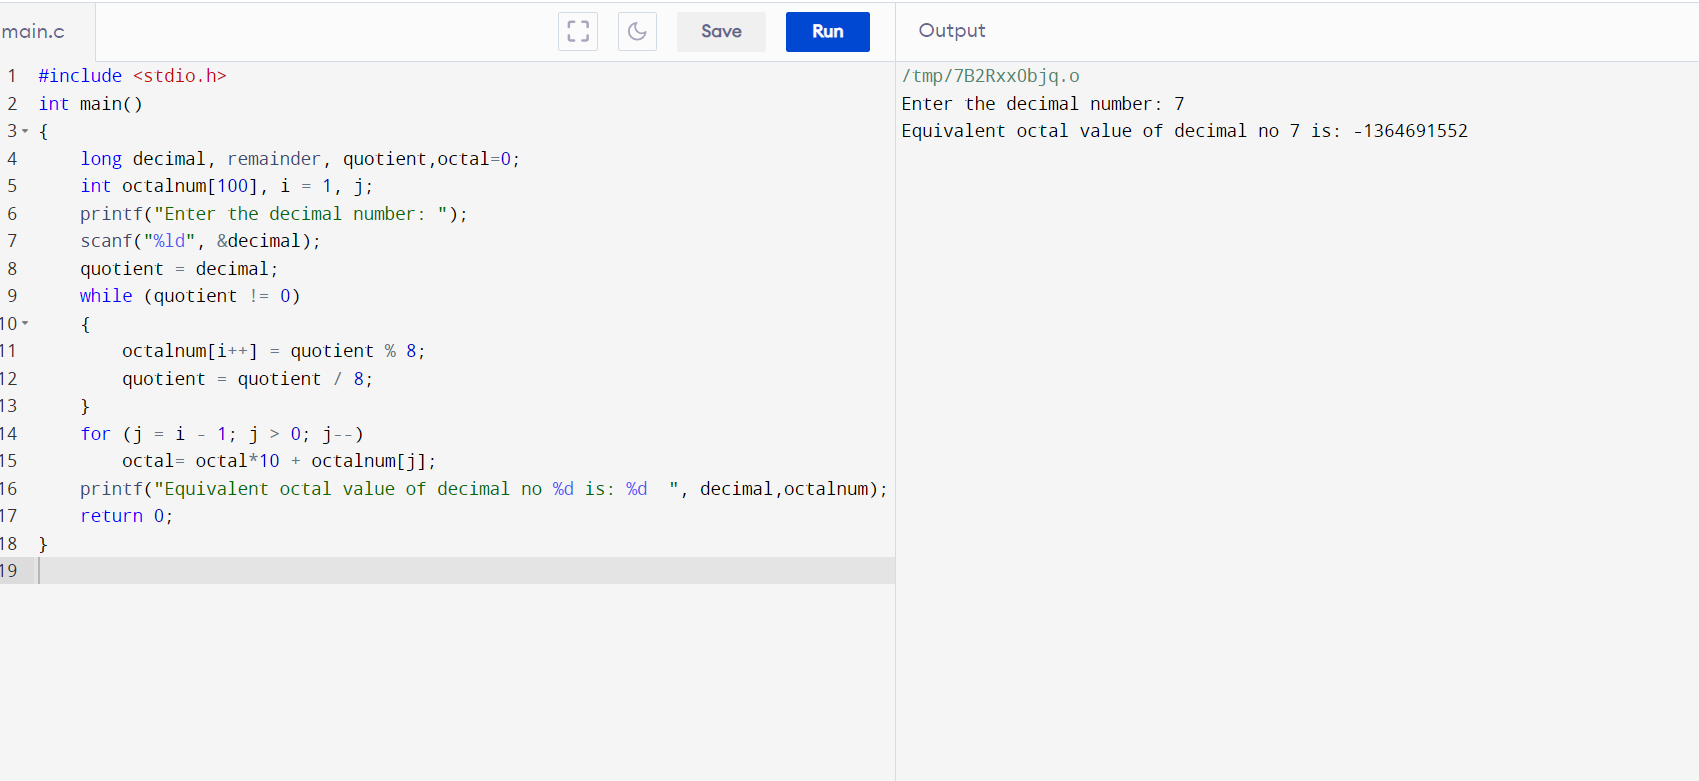 main.c
Save
Run
Output
1 #include <stdio.h>
2 int main()
3 {
4     long decimal, remainder, quotient,octal=0;
5     int octalnum[100], i = 1, j;
6     printf("Enter the decimal number: ");
7     scanf("%ld", &decimal);
8     quotient = decimal;
9     while (quotient != 0)
10     {
11         octalnum[i++] = quotient % 8;
12         quotient = quotient / 8;
13     }
14     for (j = i - 1; j > 0; j--)
15         octal= octal*10 + octalnum[j];
16     printf("Equivalent octal value of decimal no %d is: %d  ", decimal,octalnum);
17     return 0;
18 }
19
/tmp/7B2RxxObjq.o
Enter the decimal number: 7
Equivalent octal value of decimal no 7 is: -1364691552